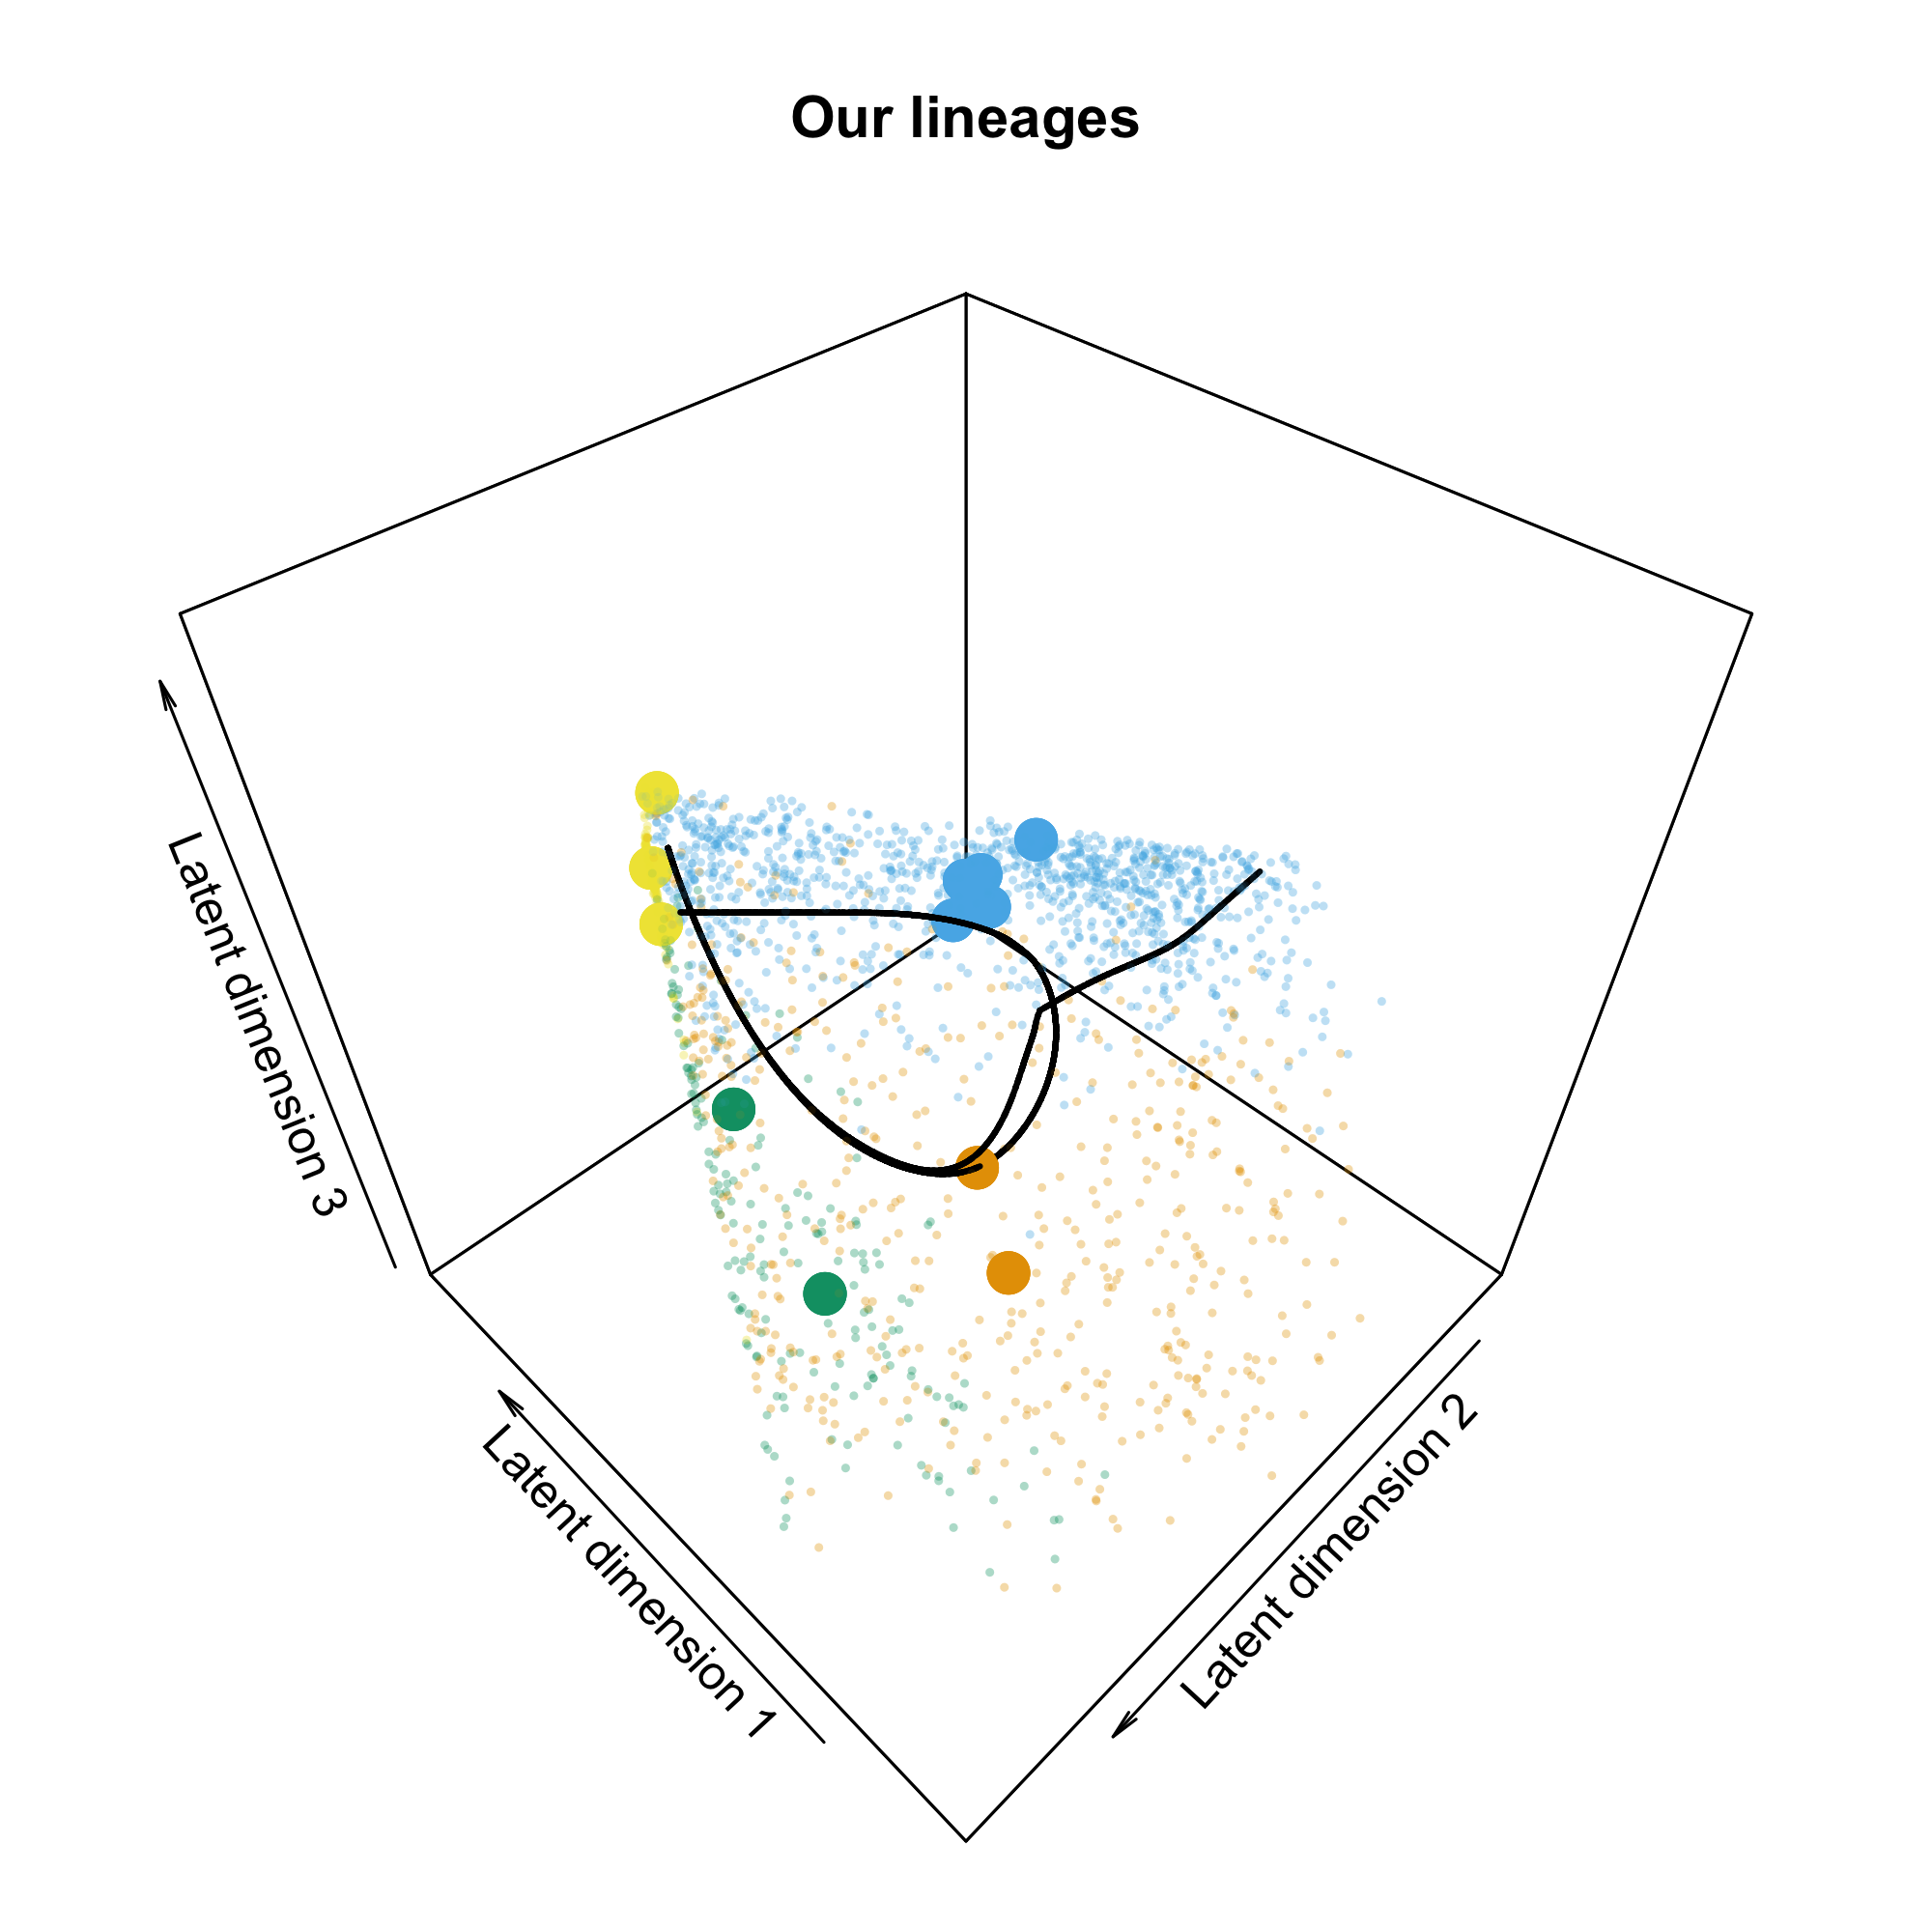 Our lineages
Latent dimension 3
Latent dimension 1
Latent dimension 2